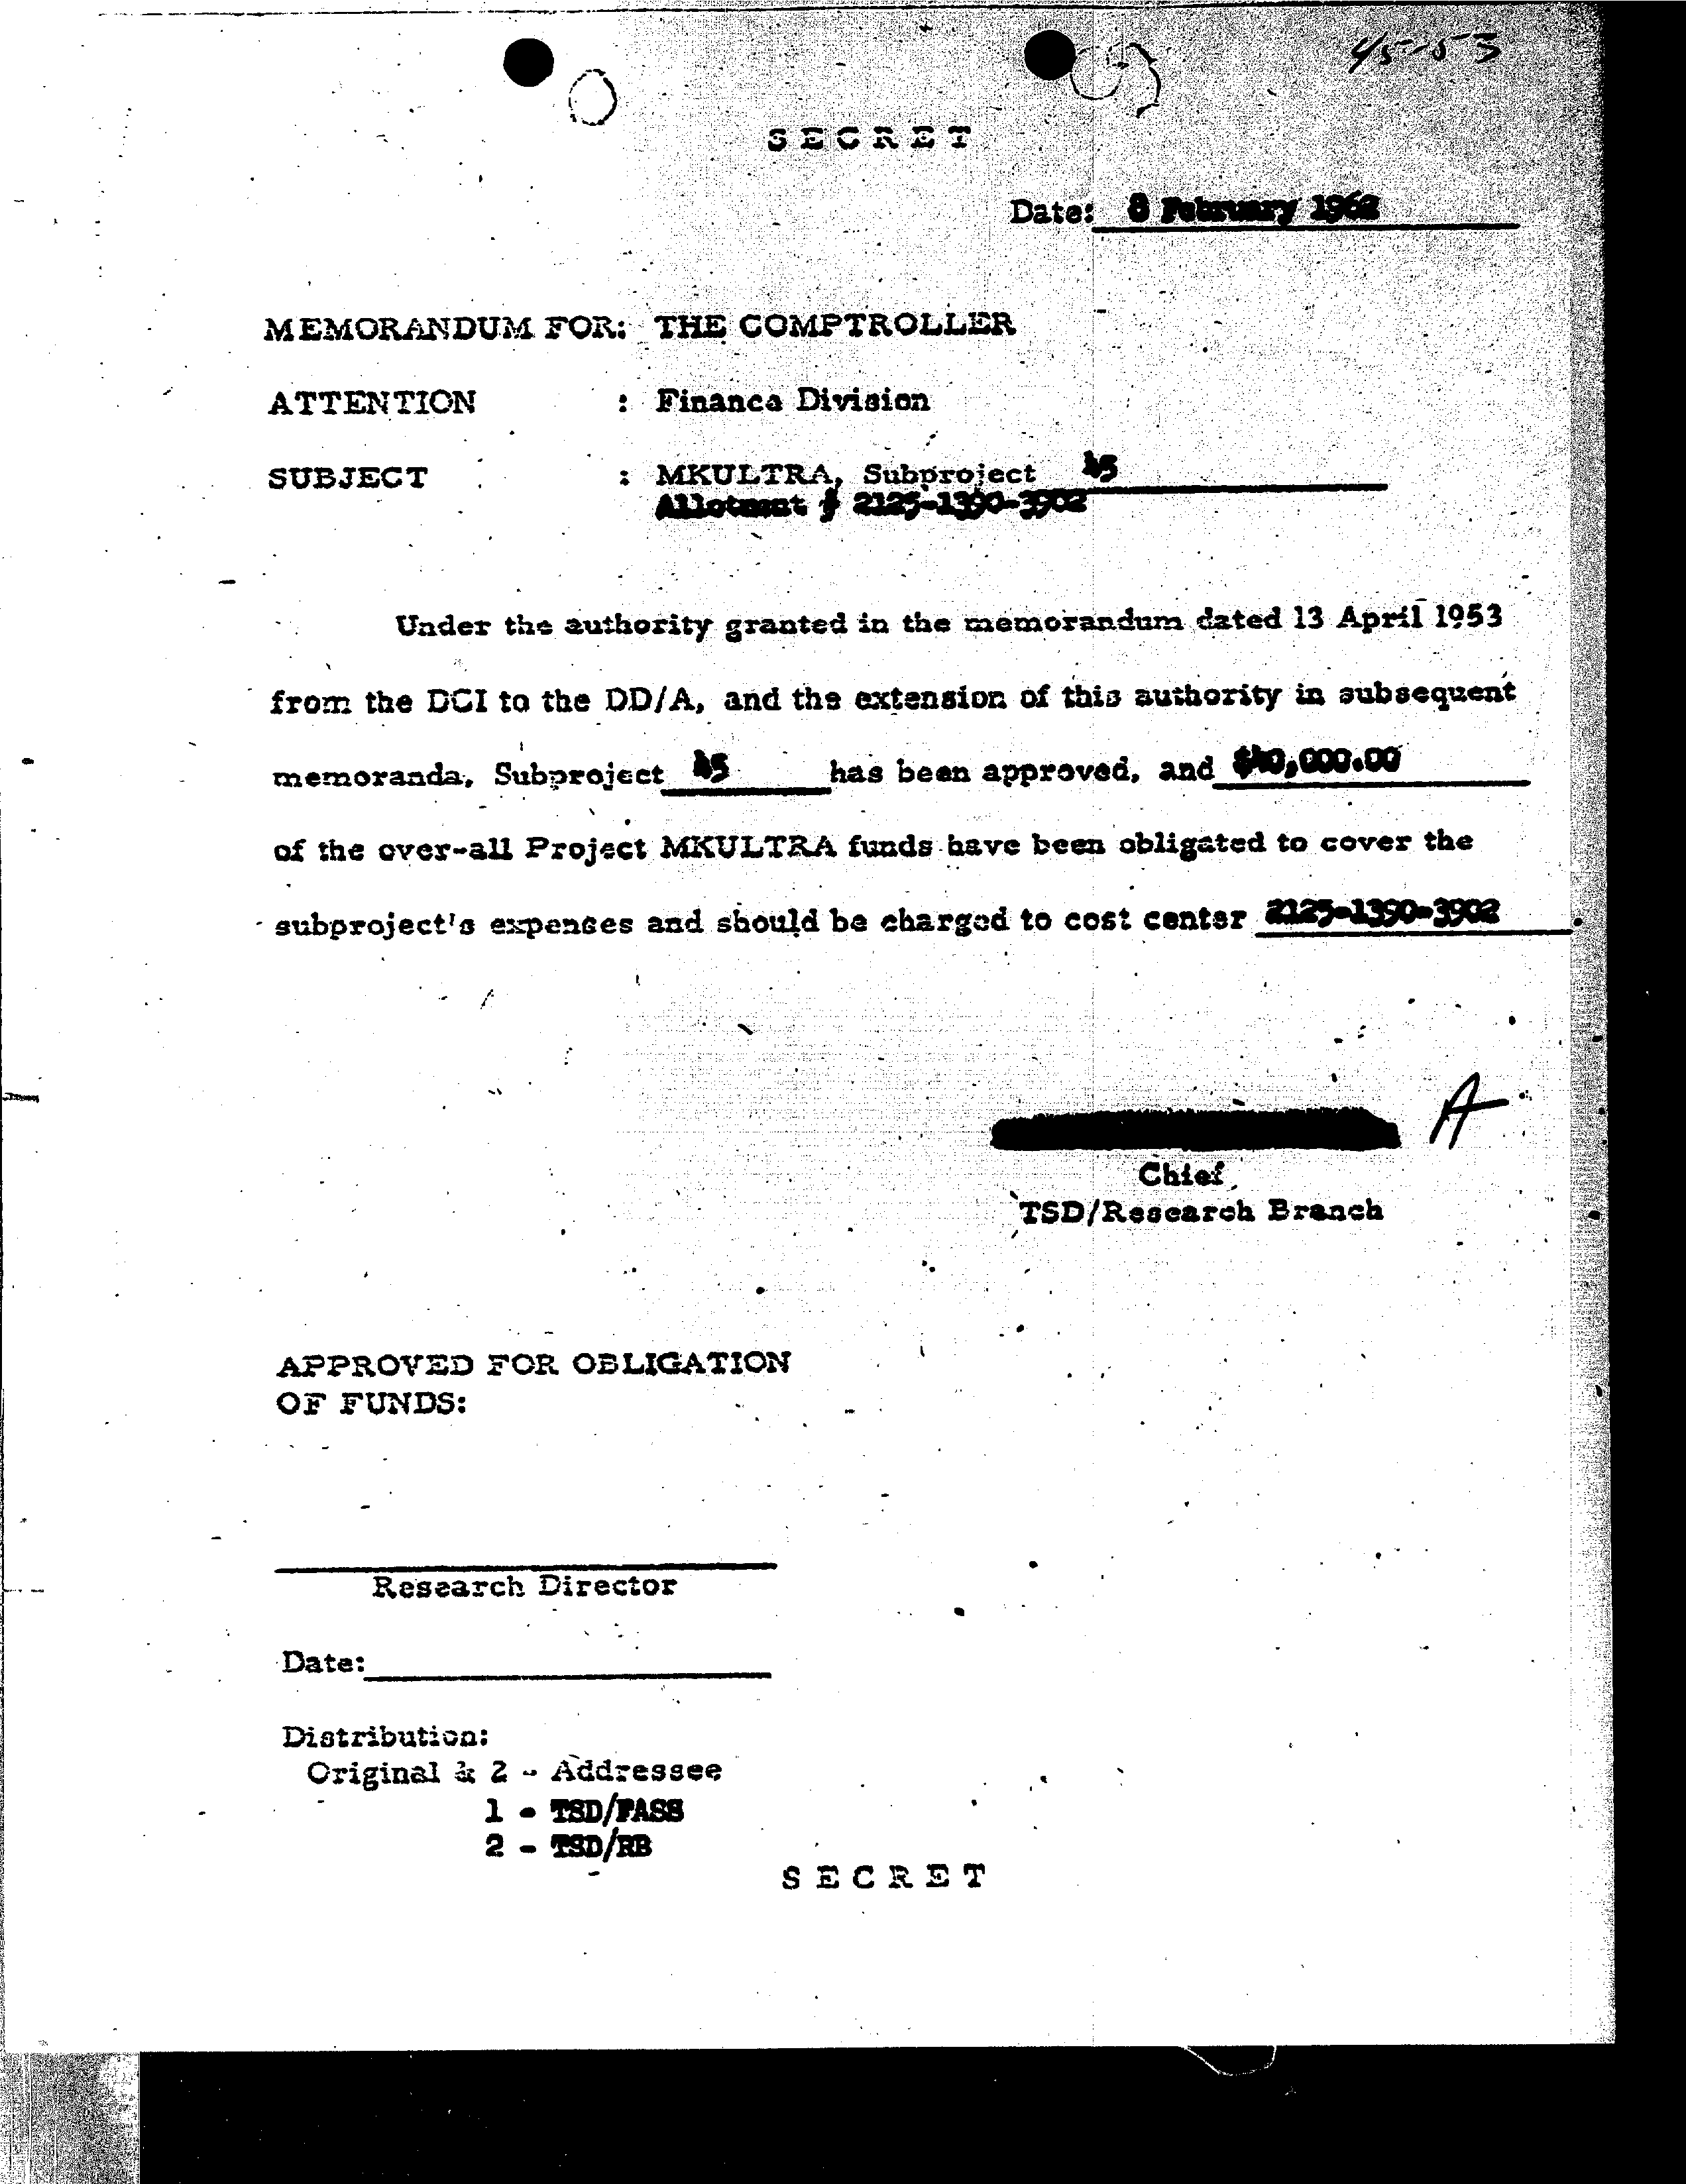 45-53
SECRET
Date: 8 February 1962
MEMORANDUM FOR: THE COMPTROLLER
ATTENTION : Finance Division
SUBJECT : MKULTRA, Subproject 45
Allotment # 2125-1390-3902
Under the authority granted in the memorandum dated 13 April 1953
from the DCI to the DD/A, and the extension of this authority in subsequent
memoranda, Subproject 45 has been approved, and $40,000.00
of the over-all Project MKULTRA funds have been obligated to cover the
subproject's expenses and should be charged to cost center 2125-1390-3902.
A
Chief
TSD/Research Branch
APPROVED FOR OBLIGATION
OF FUNDS:
Research Director
Date:
Distribution:
Original & 2 - Addressee
1 - TSD/FASS
2 - TSD/RB
SECRET